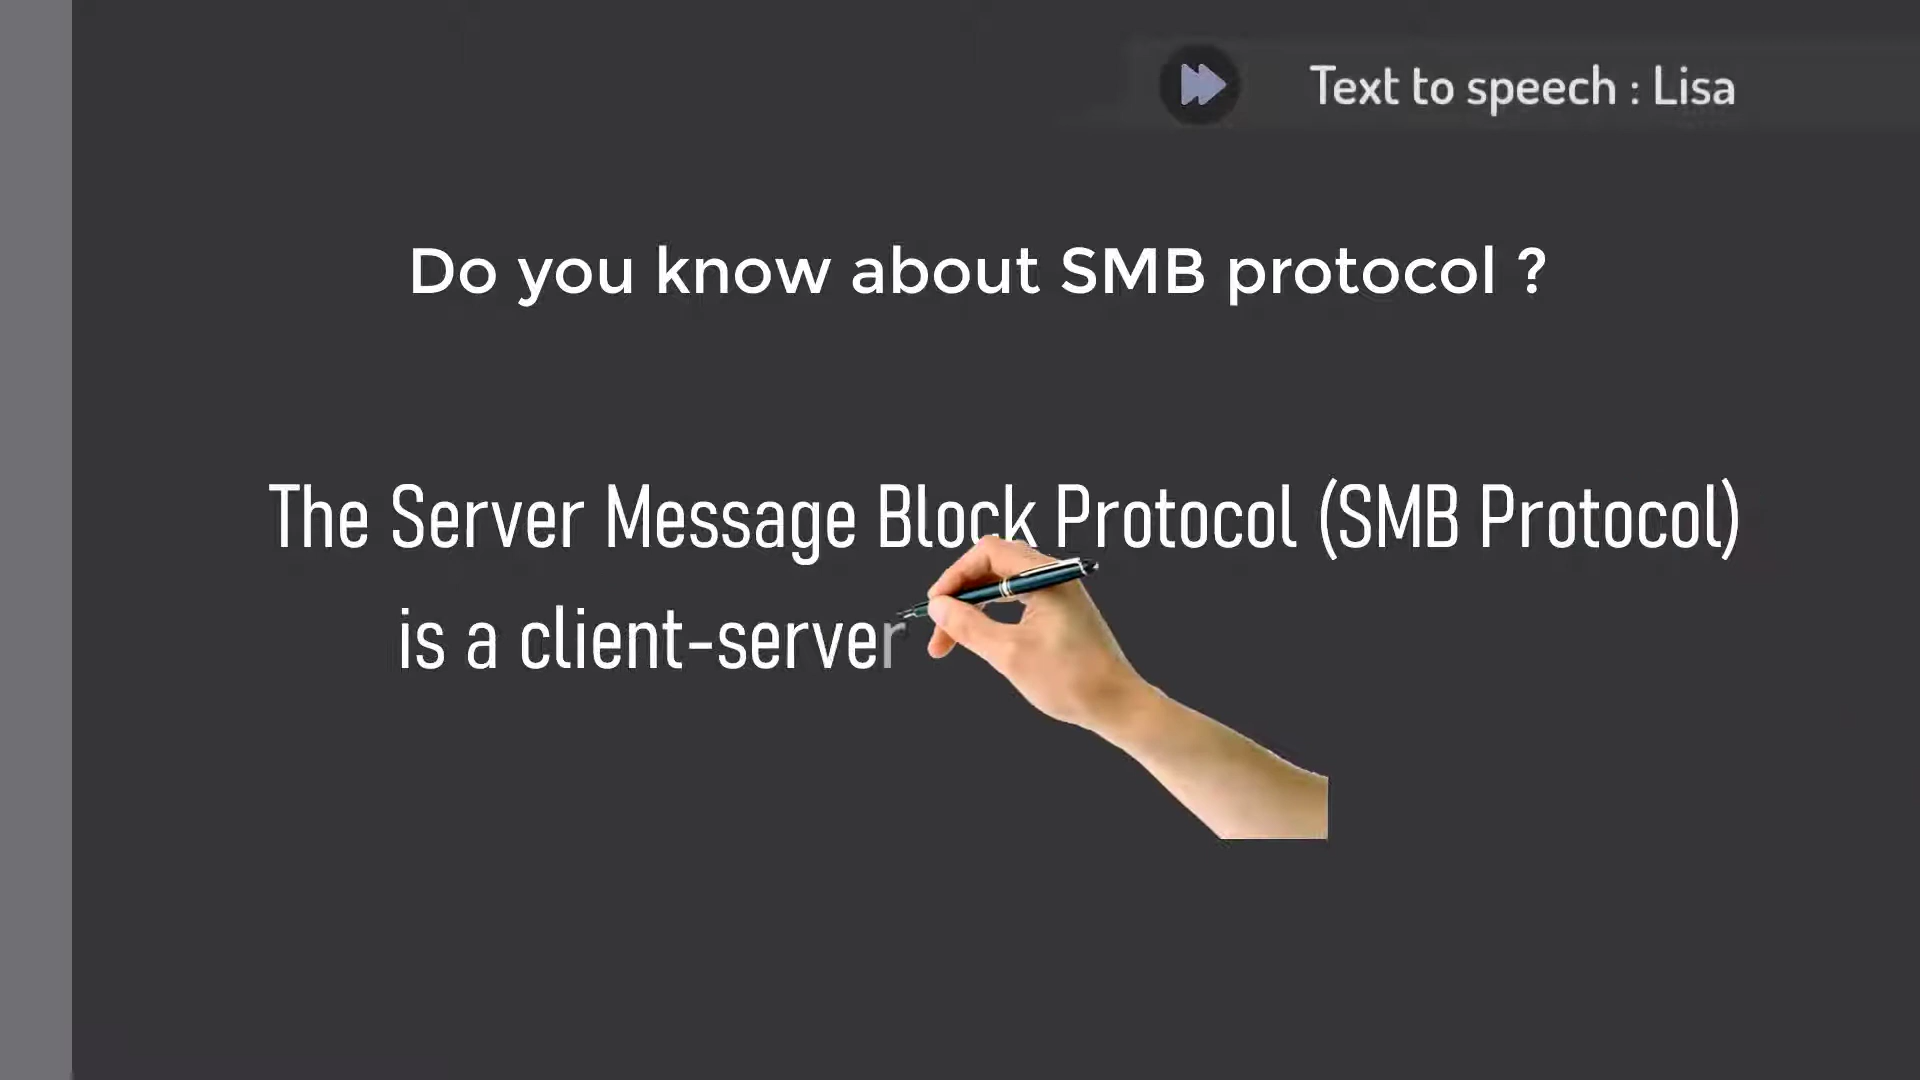 Text to speech : Lisa
Do you know about SMB protocol ?
The Server Message Block Protocol (SMB Protocol)
is a client-server